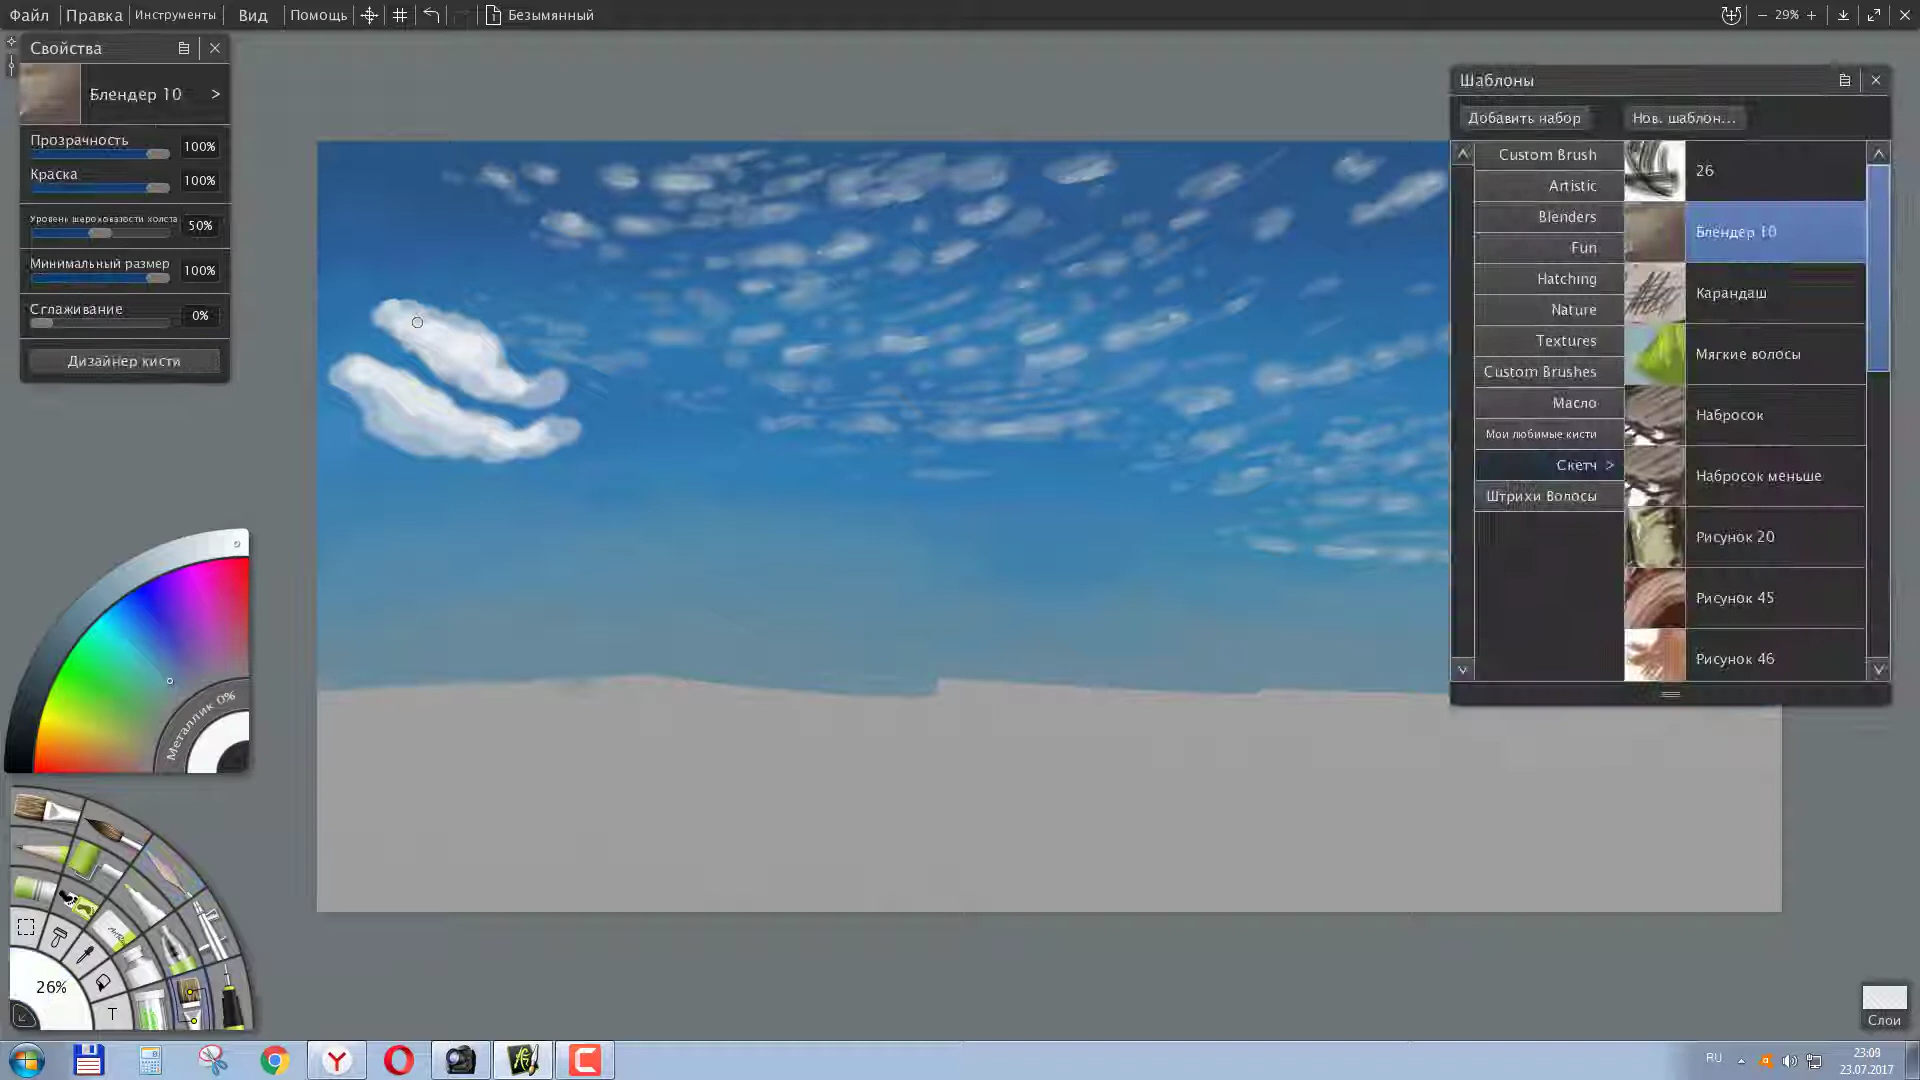 Файл Правка Инструменты Вид Помощь Безымянный 29%
Свойства
Блендер 10 >
Прозрачность 100%
Краска 100%
Уровень шероховатости холста 50%
Минимальный размер 100%
Сглаживание 0%
Дизайнер кисти
Шаблоны
Добавить набор Нов. шаблон...
Custom Brush
Artistic
Blenders
Fun
Hatching
Nature
Textures
Custom Brushes
Масло
Мои любимые кисти
Скетч >
Штрихи Волосы
26
Блендер 10
Карандаш
Мягкие волосы
Набросок
Набросок меньше
Рисунок 20
Рисунок 45
Рисунок 46
Металлик 0%
26%
T
Слои
RU
23:09
23.07.2017